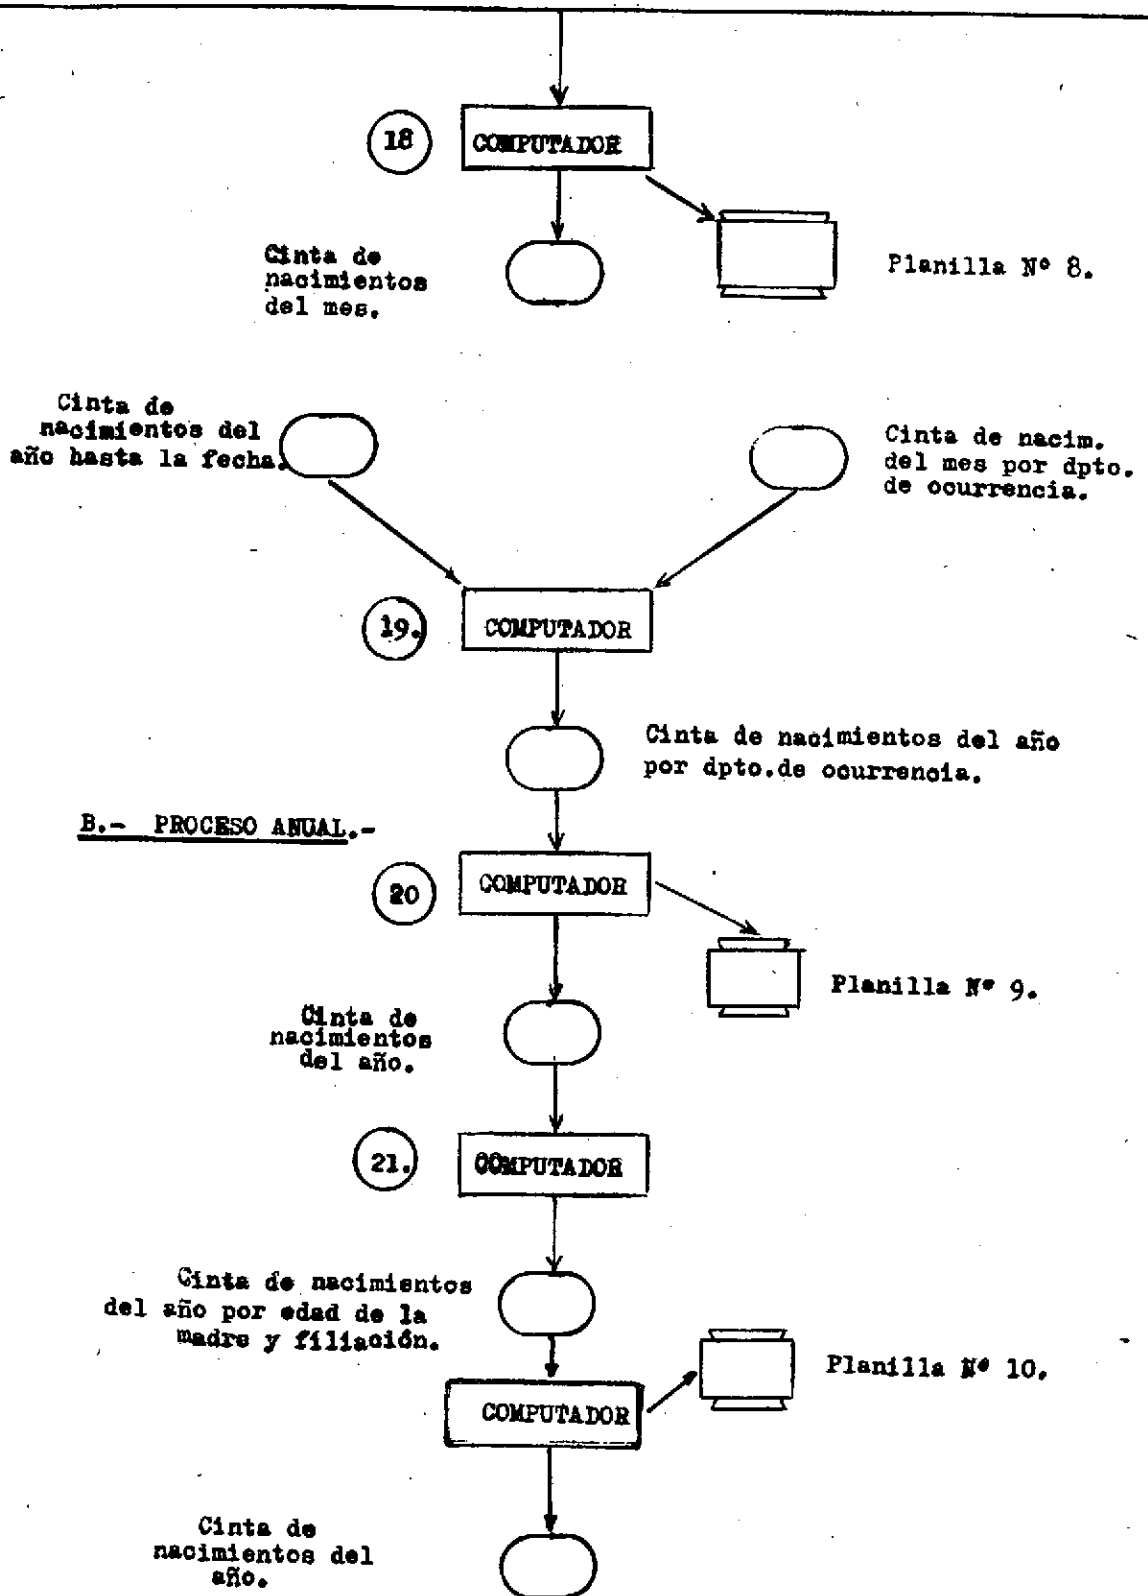 18
COMPUTADOR
Cinta de
nacimientos
del mes.
Planilla Nº 8.
Cinta de
nacimientos del
año hasta la fecha.
Cinta de nacim.
del mes por dpto.
de ocurrencia.
19.
COMPUTADOR
Cinta de nacimientos del año
por dpto.de ocurrencia.
B.- PROCESO ANUAL.-
20
COMPUTADOR
Planilla Nº 9.
Cinta de
nacimientos
del año.
21.
COMPUTADOR
Cinta de nacimientos
del año por edad de la
madre y filiación.
Planilla Nº 10.
COMPUTADOR
Cinta de
nacimientos del
año.